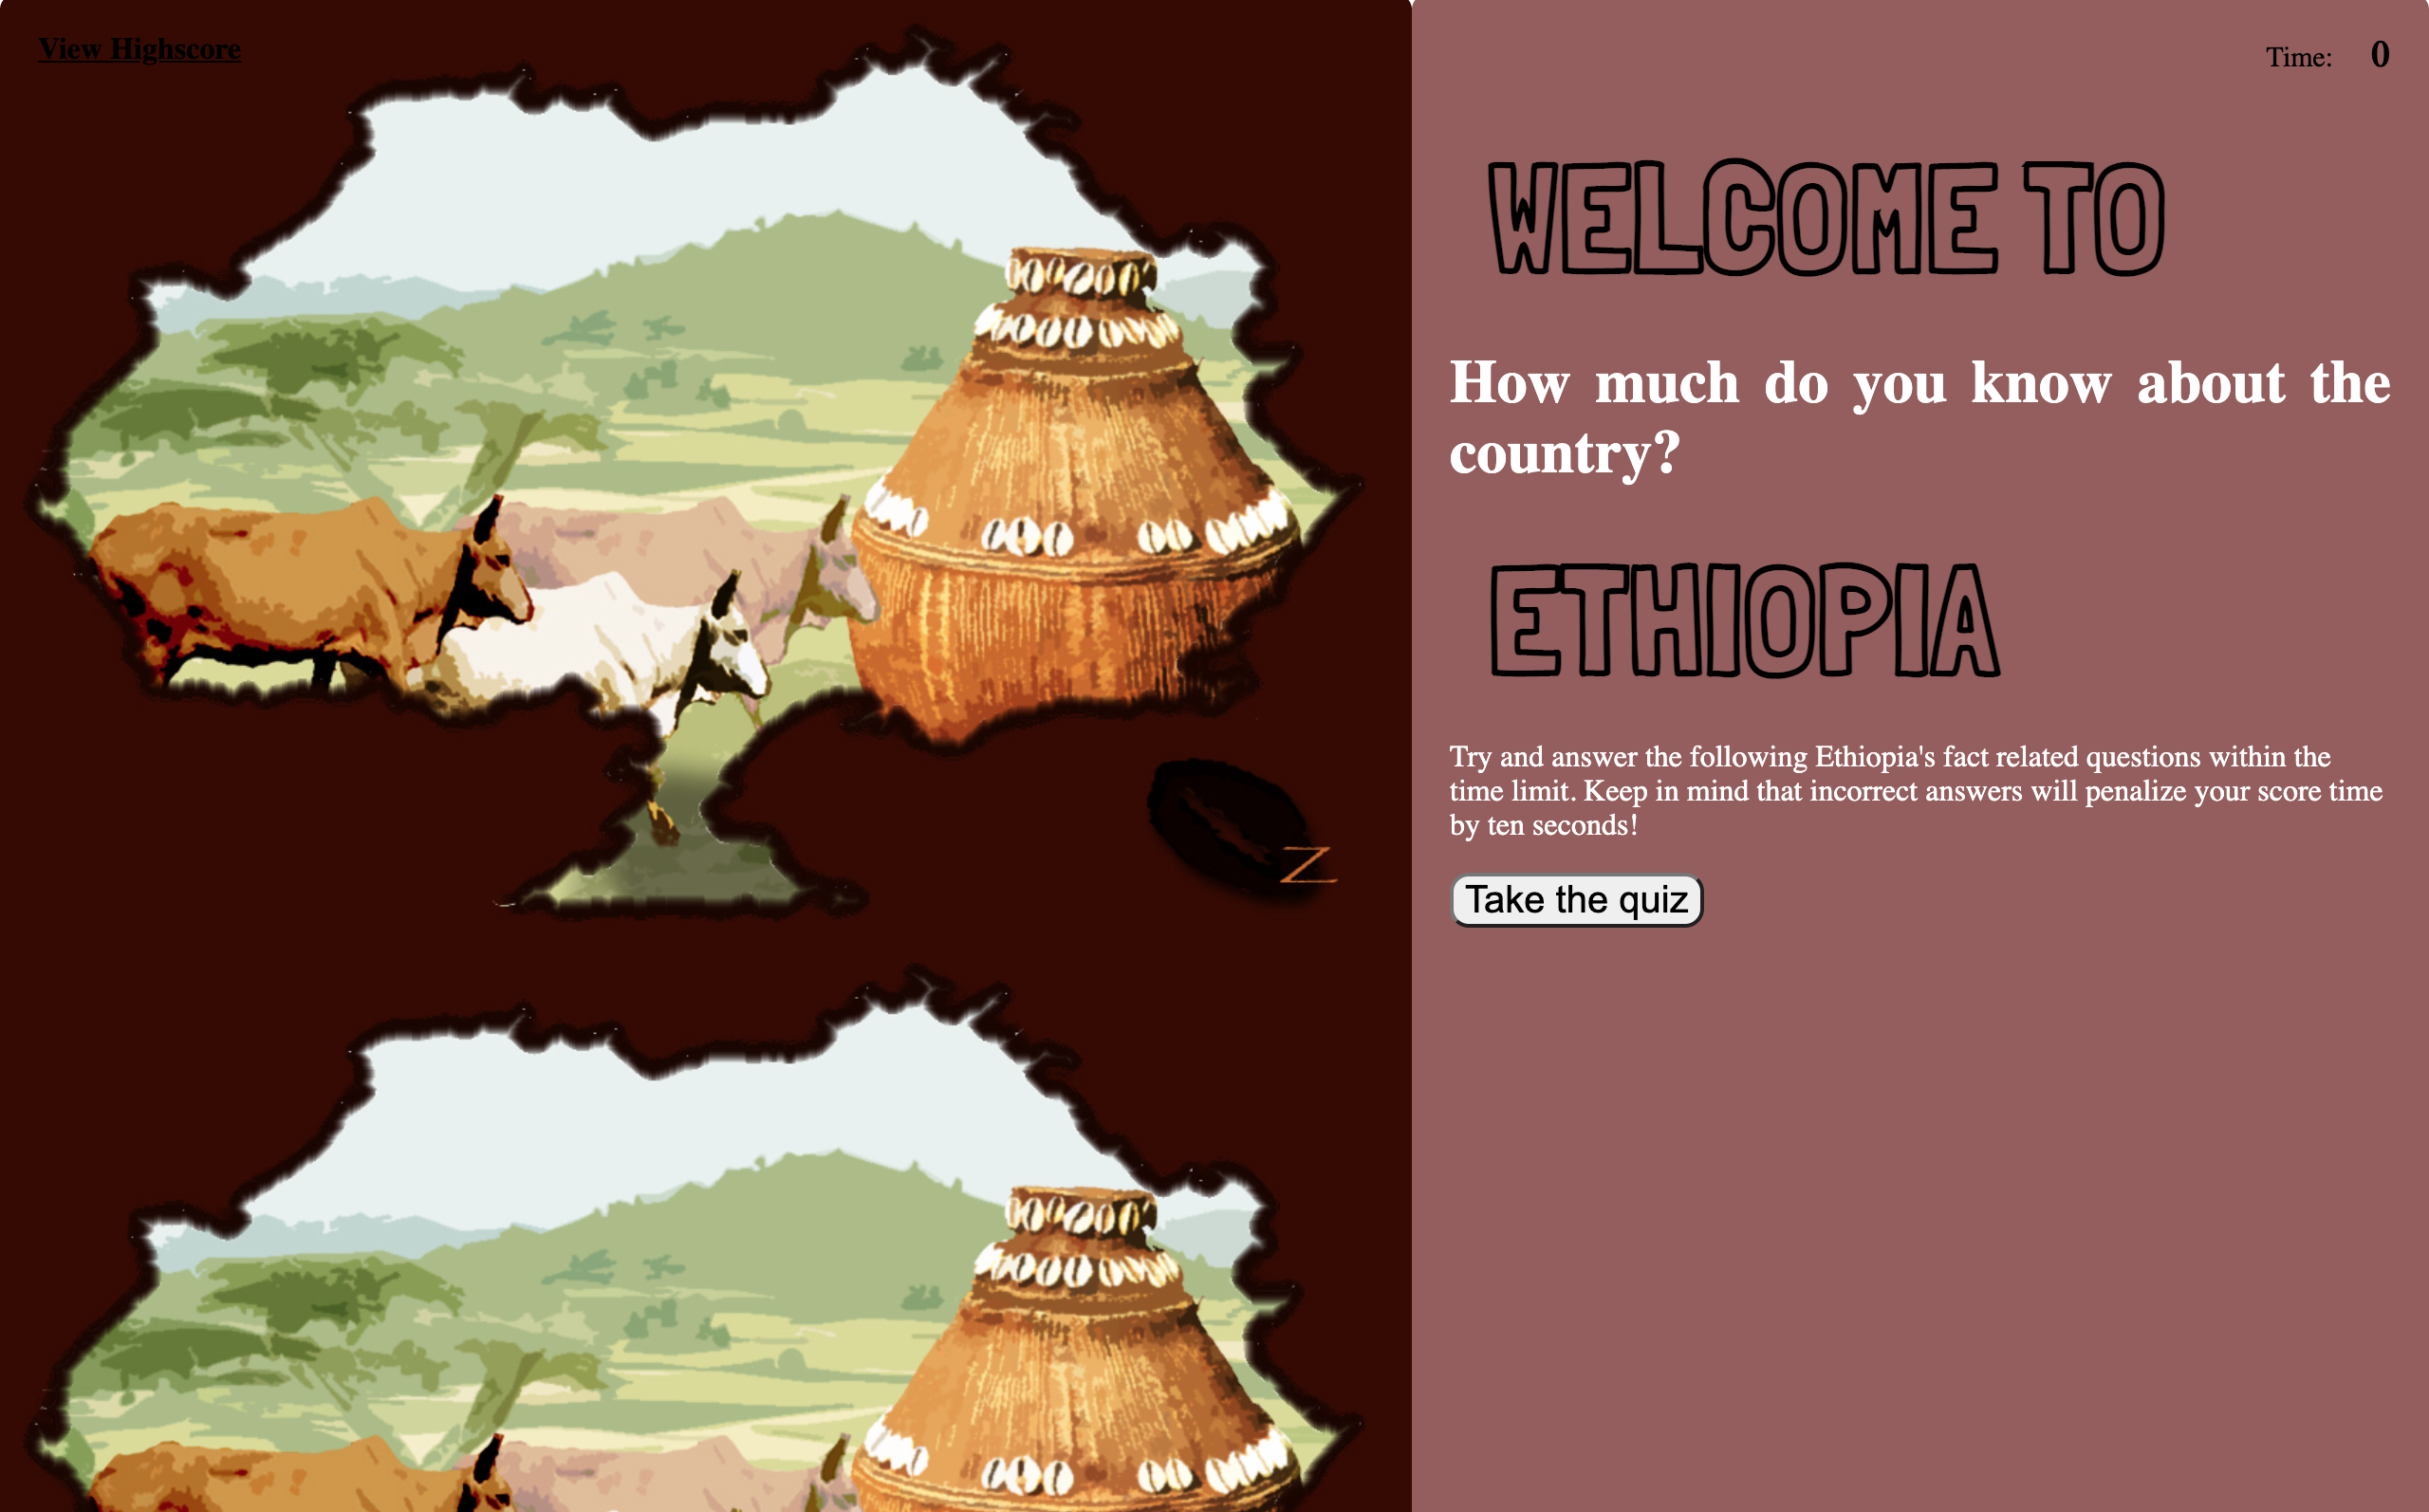 View Highscore
Time: 0
WELCOME TO
How much do you know about the
country?
ETHIOPIA
Try and answer the following Ethiopia's fact related questions within the
time limit. Keep in mind that incorrect answers will penalize your score time
by ten seconds!
Z
Take the quiz